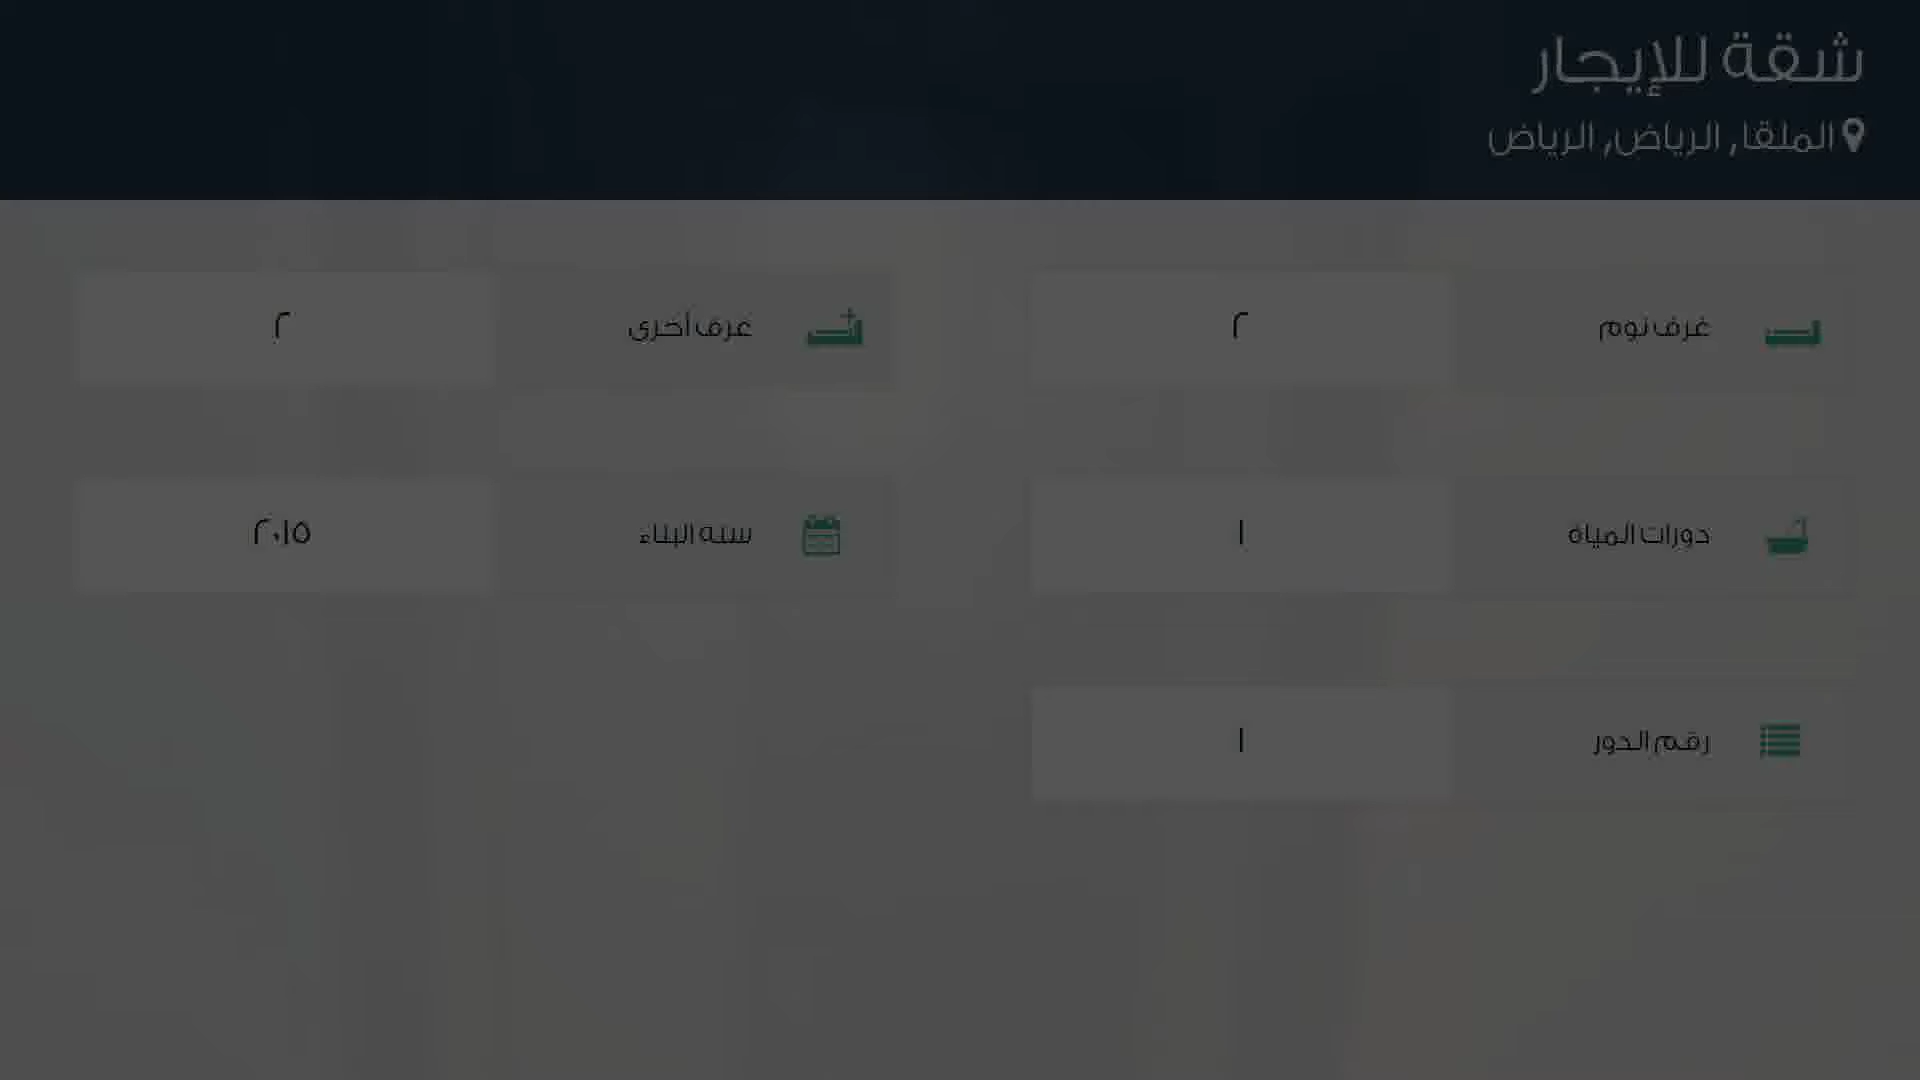 شقة للإيجار
الملقا, الرياض, الرياض
غرف نوم ٢
غرف أخرى ٢
دورات المياة ١
سنه البناء ٢٠١٥
رقم الدور ١